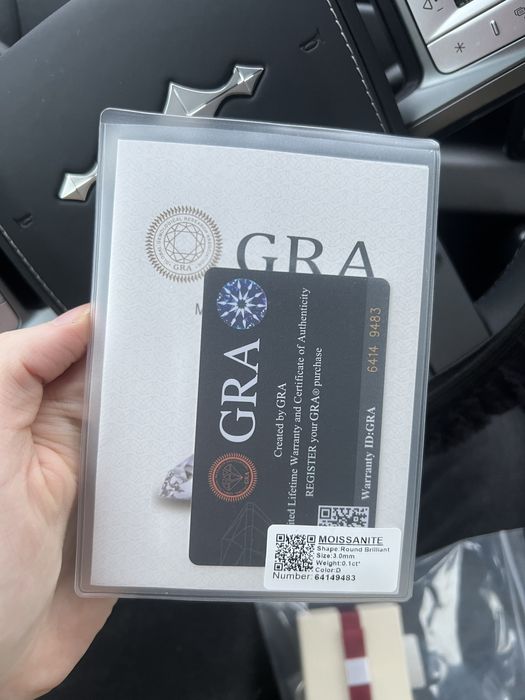 GRA
GRA
M
GRA
Created by GRA
ited Lifetime Warranty and Certificate of Authenticity
REGISTER your GRA® purchase
Warranty ID:GRA
6414 9483
MOISSANITE
Shape:Round Brilliant
Size:3.0mm
Weight:0.1ct*
Color:D
Number: 64149483